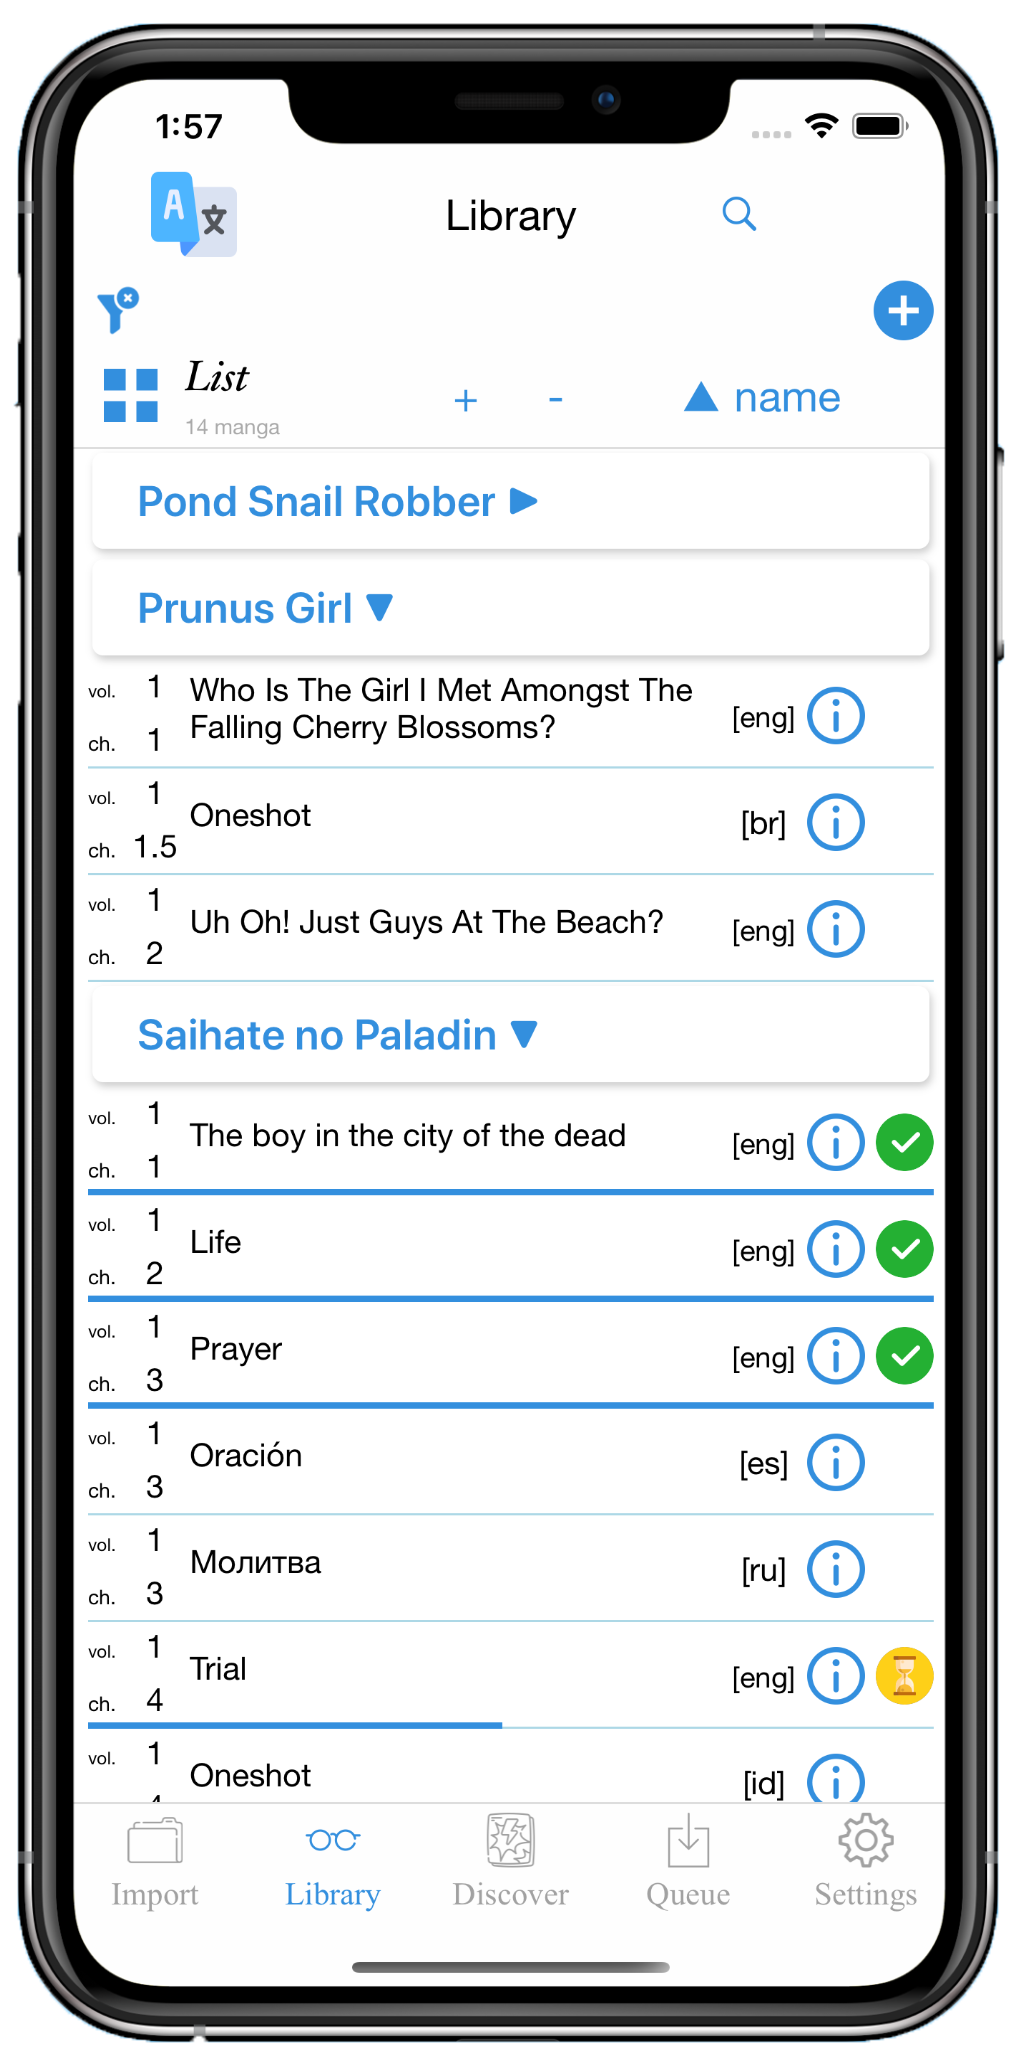 1:57
A 文
Library
List
14 manga
+ - ▲ name
Pond Snail Robber ▶
Prunus Girl ▼
vol. 1
ch. 1
Who Is The Girl I Met Amongst The
Falling Cherry Blossoms?
[eng]
vol. 1
ch. 1.5
Oneshot
[br]
vol. 1
ch. 2
Uh Oh! Just Guys At The Beach?
[eng]
Saihate no Paladin ▼
vol. 1
ch. 1
The boy in the city of the dead
[eng]
vol. 1
ch. 2
Life
[eng]
vol. 1
ch. 3
Prayer
[eng]
vol. 1
ch. 3
Oración
[es]
vol. 1
ch. 3
Молитва
[ru]
vol. 1
ch. 4
Trial
[eng]
vol. 1
Oneshot
[id]
Import
Library
Discover
Queue
Settings